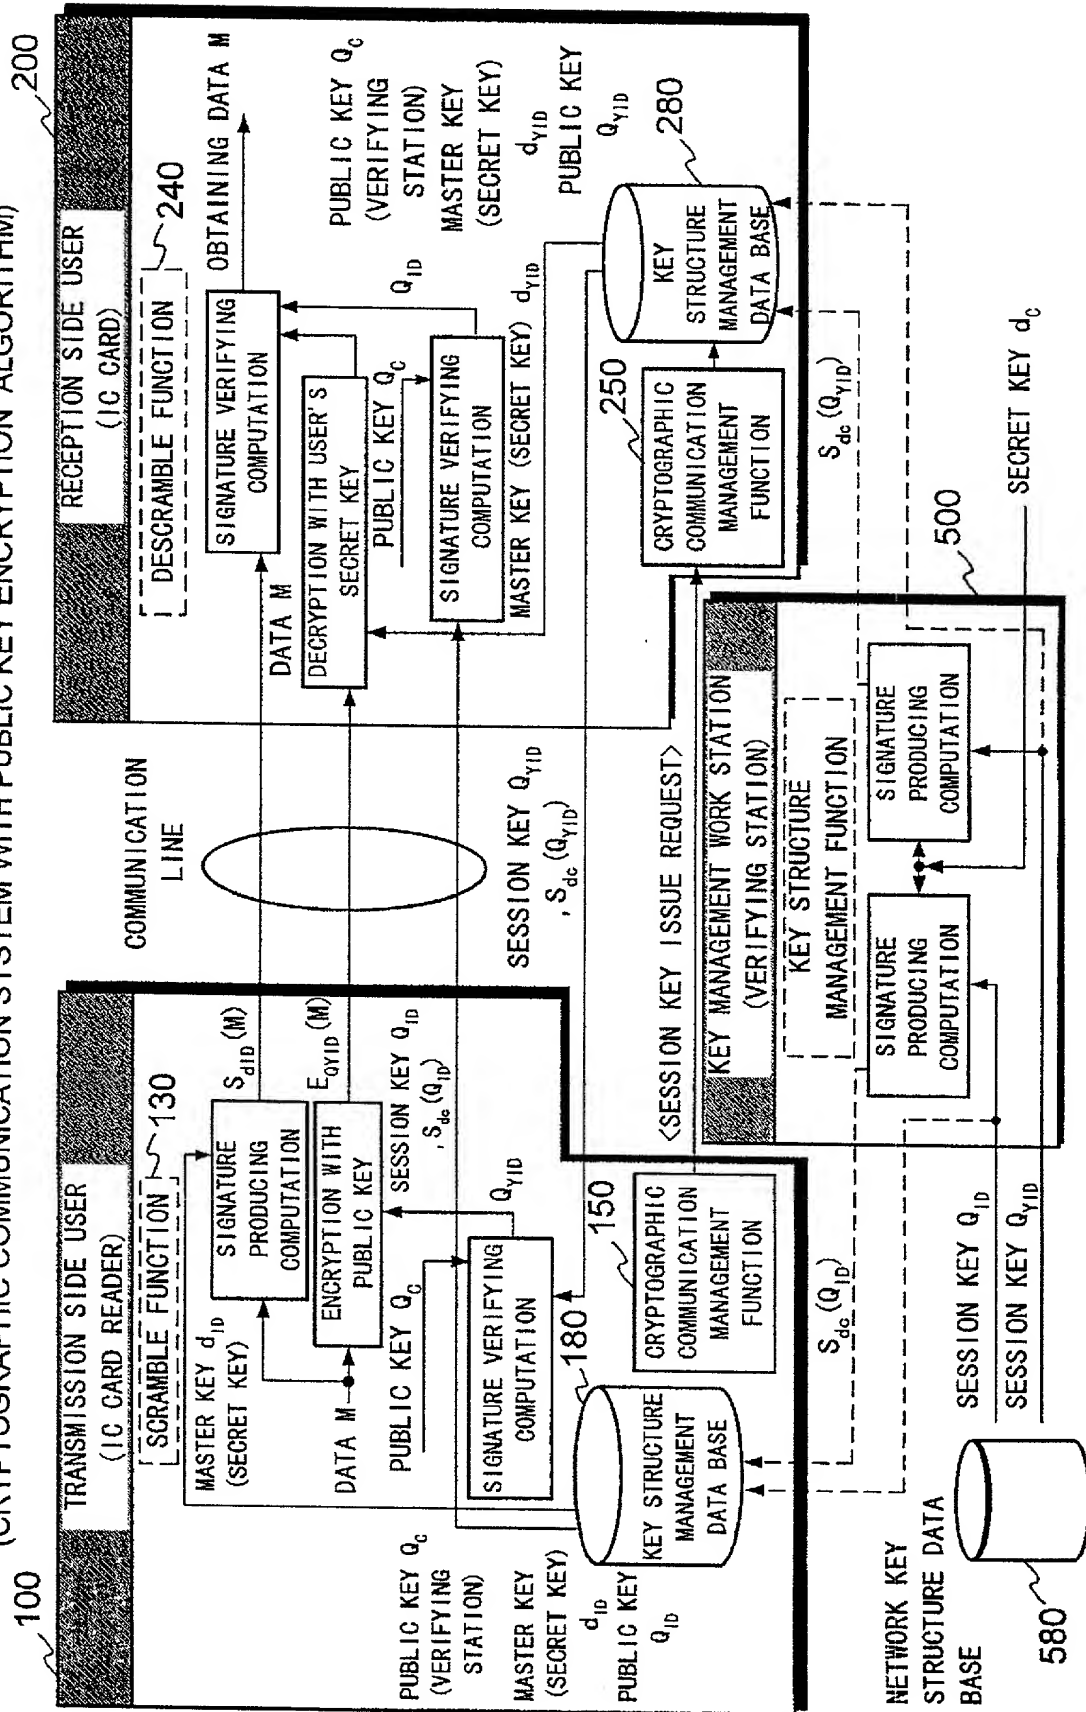 (CRYPTOGRAPHIC COMMUNICATION SYSTEM WITH PUBLIC KEY ENCRYPTION ALGORITHM)
100
TRANSMISSION SIDE USER
(IC CARD READER)
SCRAMBLE FUNCTION
130
MASTER KEY d_ID
(SECRET KEY)
SIGNATURE
PRODUCING
COMPUTATION
S_dID(M)
DATA M
ENCRYPTION WITH
PUBLIC KEY
E_QYID(M)
SESSION KEY Q_ID
, S_dc(Q_ID)
PUBLIC KEY Q_C
Q_YID
SIGNATURE VERIFYING
COMPUTATION
180
150
PUBLIC KEY Q_C
(VERIFYING
STATION)
MASTER KEY
(SECRET KEY)
d_ID
PUBLIC KEY
Q_ID
KEY STRUCTURE
MANAGEMENT
DATA BASE
CRYPTOGRAPHIC
COMMUNICATION
MANAGEMENT
FUNCTION
COMMUNICATION
LINE
SESSION KEY Q_YID
, S_dc(Q_YID)
<SESSION KEY ISSUE REQUEST>
200
RECEPTION SIDE USER
(IC CARD)
DESCRAMBLE FUNCTION
240
DATA M
SIGNATURE VERIFYING
COMPUTATION
OBTAINING DATA M
DECRYPTION WITH USER'S
SECRET KEY
PUBLIC KEY Q_C
Q_ID
SIGNATURE VERIFYING
COMPUTATION
MASTER KEY (SECRET KEY) d_YID
PUBLIC KEY Q_C
(VERIFYING
STATION)
MASTER KEY
(SECRET KEY)
d_YID
PUBLIC KEY
Q_YID
250
280
CRYPTOGRAPHIC
COMMUNICATION
MANAGEMENT
FUNCTION
KEY
STRUCTURE
MANAGEMENT
DATA BASE
500
KEY MANAGEMENT WORK STATION
(VERIFYING STATION)
KEY STRUCTURE
MANAGEMENT FUNCTION
SIGNATURE
PRODUCING
COMPUTATION
SIGNATURE
PRODUCING
COMPUTATION
S_dc(Q_ID)
S_dc(Q_YID)
SECRET KEY d_C
NETWORK KEY
STRUCTURE DATA
BASE
580
SESSION KEY Q_ID
SESSION KEY Q_YID